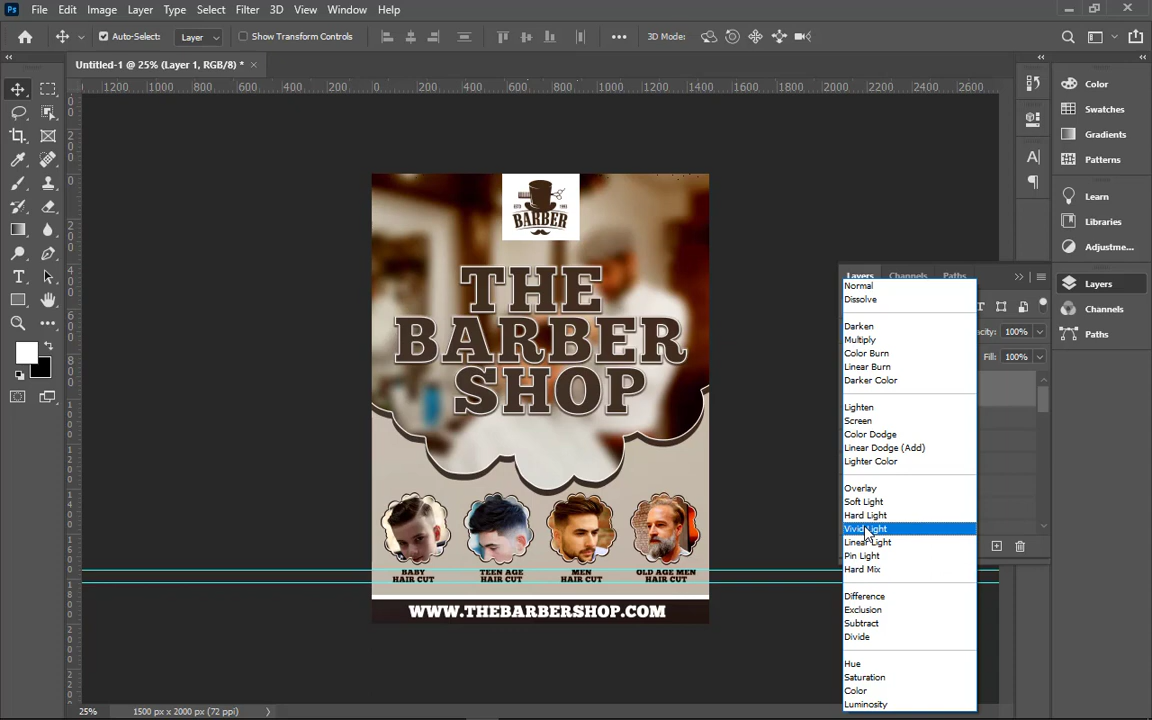 Ps File Edit Image Layer Type Select Filter 3D View Window Help
Auto-Select: Layer Show Transform Controls 3D Mode:
Untitled-1 @ 25% (Layer 1, RGB/8) *
1200 1000 800 600 400 200 0 200 400 600 800 1000 1200 1400 1600 1800 2000 2200 2400 2600
Color
Swatches
Gradients
Patterns
Learn
Libraries
Adjustme...
Layers
Channels
Paths
Layers Channels Paths
Opacity: 100%
Fill: 100%
Normal
Dissolve
Darken
Multiply
Color Burn
Linear Burn
Darker Color
Lighten
Screen
Color Dodge
Linear Dodge (Add)
Lighter Color
Overlay
Soft Light
Hard Light
Vivid Light
Linear Light
Pin Light
Hard Mix
Difference
Exclusion
Subtract
Divide
Hue
Saturation
Color
Luminosity
BARBER
THE
BARBER
SHOP
BABY
HAIR CUT
TEEN AGE
HAIR CUT
MEN
HAIR CUT
OLD AGE MEN
HAIR CUT
WWW.THEBARBERSHOP.COM
25% 1500 px x 2000 px (72 ppi)